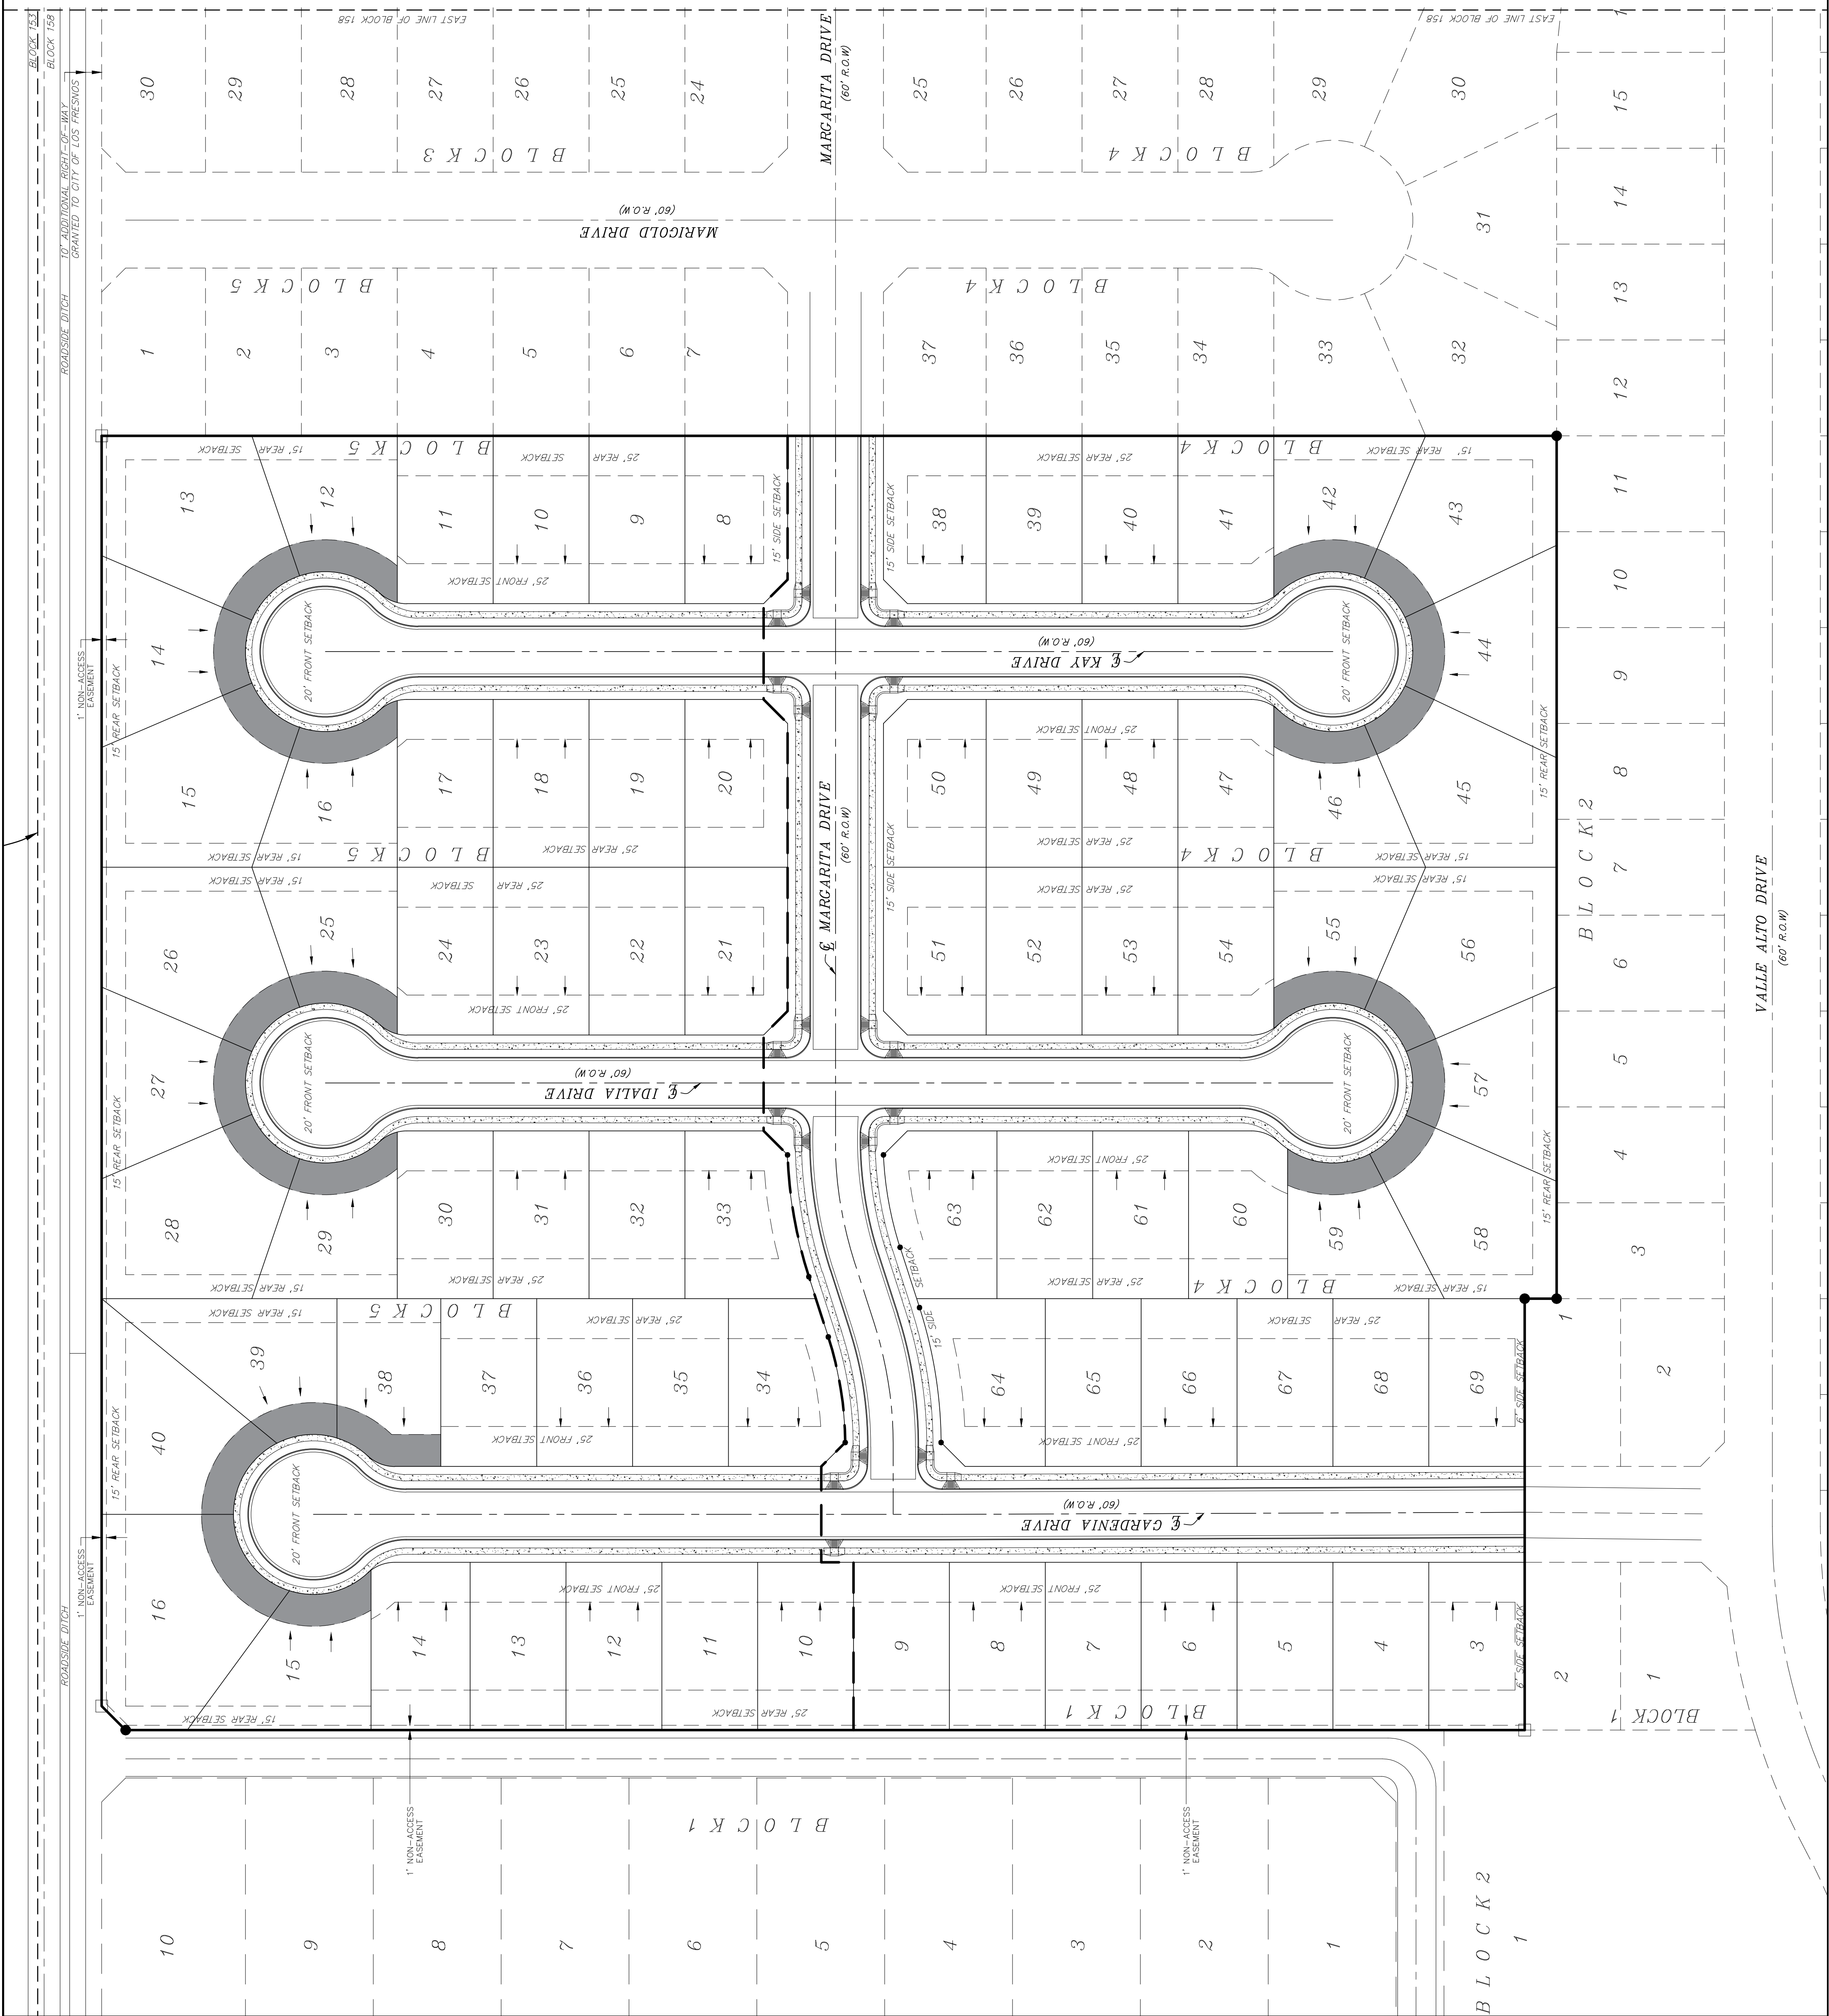 BLOCK 153
BLOCK 158
ROADSIDE DITCH
10' ADDITIONAL RIGHT-OF-WAY
GRANTED TO CITY OF LOS FRESNOS
EAST LINE OF BLOCK 158
EAST LINE OF BLOCK 158
30
29
28
27
26
25
24
BLOCK 3
MARGARITA DRIVE
(60' R.O.W)
25
26
27
28
29
30
BLOCK 4
31
MARIGOLD DRIVE
(60' R.O.W)
BLOCK 5
BLOCK 4
1
2
3
4
5
6
7
37
36
35
34
33
32
1
15
14
13
12
11
10
9
8
7
6
5
4
3
2
1
BLOCK 2
VALLE ALTO DRIVE
(60' R.O.W)
15' REAR SETBACK
BLOCK 5
25' REAR SETBACK
13
12
11
10
9
8
15' SIDE SETBACK
25' FRONT SETBACK
15' SIDE SETBACK
25' REAR SETBACK
BLOCK 4
15' REAR SETBACK
38
39
40
41
42
43
1' NON-ACCESS
EASEMENT
15' REAR SETBACK
14
20' FRONT SETBACK
℄ KAY DRIVE
(60' R.O.W)
20' FRONT SETBACK
44
15
16
17
18
19
20
15' REAR SETBACK
BLOCK 5
25' REAR SETBACK
℄ MARGARITA DRIVE
(60' R.O.W)
15' SIDE SETBACK
25' FRONT SETBACK
50
49
48
47
46
45
15' REAR SETBACK
25' REAR SETBACK
BLOCK 4
15' REAR SETBACK
15' REAR SETBACK
25' REAR SETBACK
26
25
24
23
22
21
25' FRONT SETBACK
25' REAR SETBACK
15' REAR SETBACK
51
52
53
54
55
56
15' REAR SETBACK
27
20' FRONT SETBACK
℄ IDALIA DRIVE
(60' R.O.W)
20' FRONT SETBACK
57
15' REAR SETBACK
28
29
30
31
32
33
15' REAR SETBACK
25' REAR SETBACK
25' FRONT SETBACK
63
62
61
60
59
58
25' REAR SETBACK
BLOCK 4
15' REAR SETBACK
15' SIDE
SETBACK
15' REAR SETBACK
BLOCK 5
25' REAR SETBACK
40
39
38
37
36
35
34
25' FRONT SETBACK
25' REAR SETBACK
64
65
66
67
68
69
25' FRONT SETBACK
6' SIDE SETBACK
15' REAR SETBACK
1' NON-ACCESS
EASEMENT
ROADSIDE DITCH
20' FRONT SETBACK
℄ GARDENIA DRIVE
(60' R.O.W)
25' FRONT SETBACK
25' FRONT SETBACK
16
15
14
13
12
11
10
9
8
7
6
5
4
3
6' SIDE SETBACK
2
1
15' REAR SETBACK
25' REAR SETBACK
BLOCK 1
BLOCK 1
BLOCK 1
1' NON-ACCESS
EASEMENT
1' NON-ACCESS
EASEMENT
10
9
8
7
6
5
4
3
2
1
BLOCK 2
1